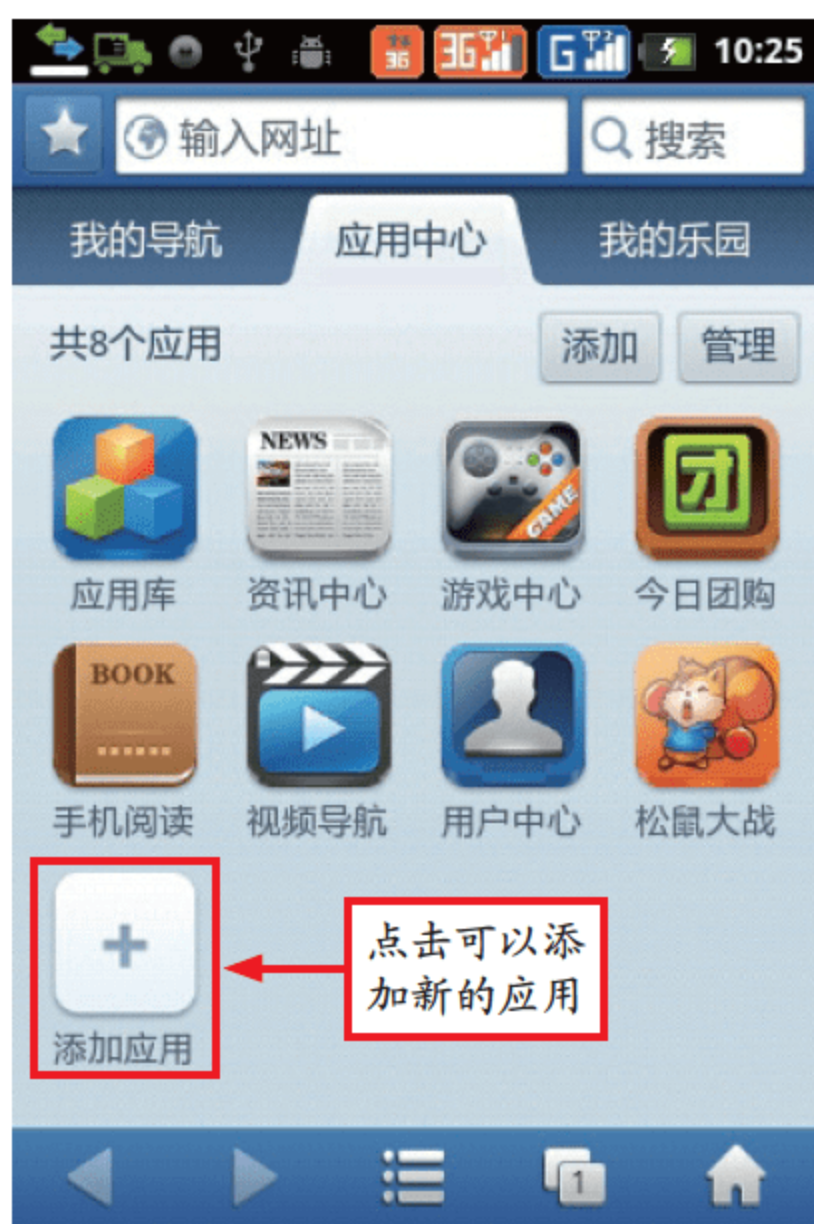 3G 3G 1 G 2 10:25
输入网址 搜索
我的导航 应用中心 我的乐园
共8个应用 添加 管理
NEWS GAME 团
应用库 资讯中心 游戏中心 今日团购
BOOK
手机阅读 视频导航 用户中心 松鼠大战
点击可以添
加新的应用
添加应用
1